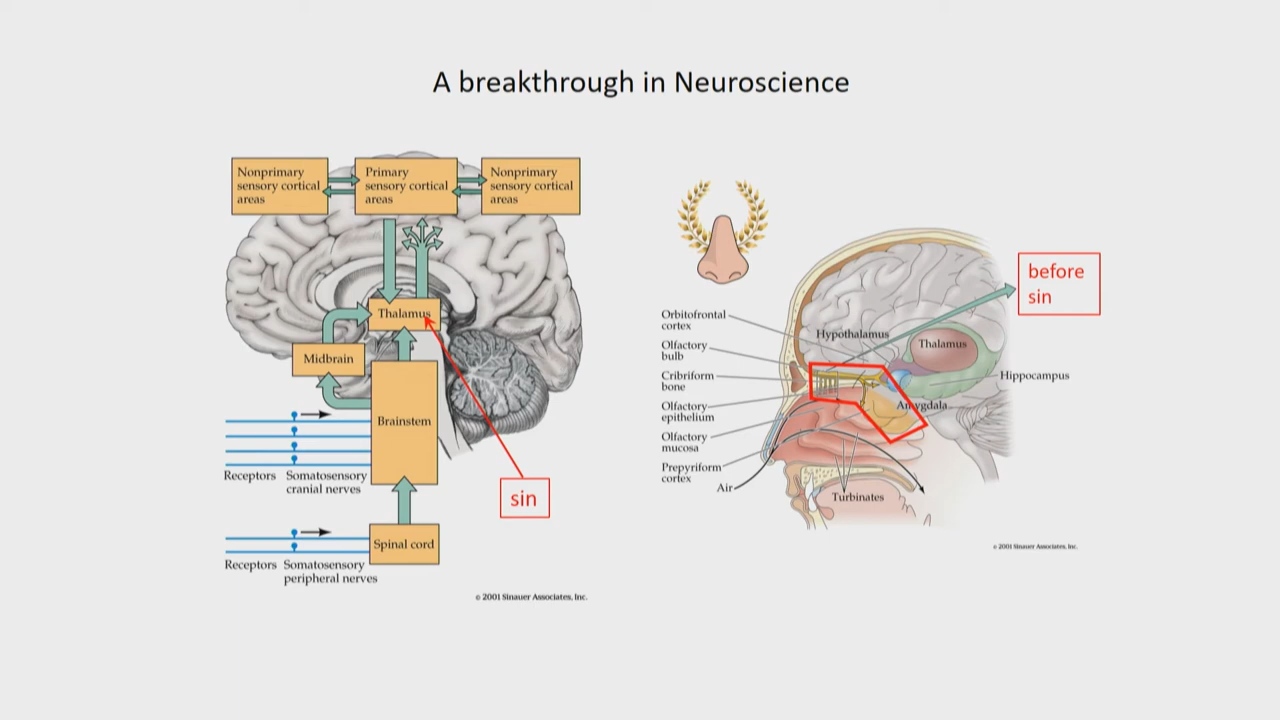 A breakthrough in Neuroscience
Nonprimary
sensory cortical
areas
Primary
sensory cortical
areas
Nonprimary
sensory cortical
areas
Thalamus
Midbrain
Brainstem
Receptors
Somatosensory
cranial nerves
sin
Spinal cord
Receptors
Somatosensory
peripheral nerves
© 2001 Sinauer Associates, Inc.
before
sin
Orbitofrontal
cortex
Olfactory
bulb
Cribriform
bone
Olfactory
epithelium
Olfactory
mucosa
Prepyriform
cortex
Air
Hypothalamus
Thalamus
Hippocampus
Amygdala
Turbinates
© 2001 Sinauer Associates, Inc.